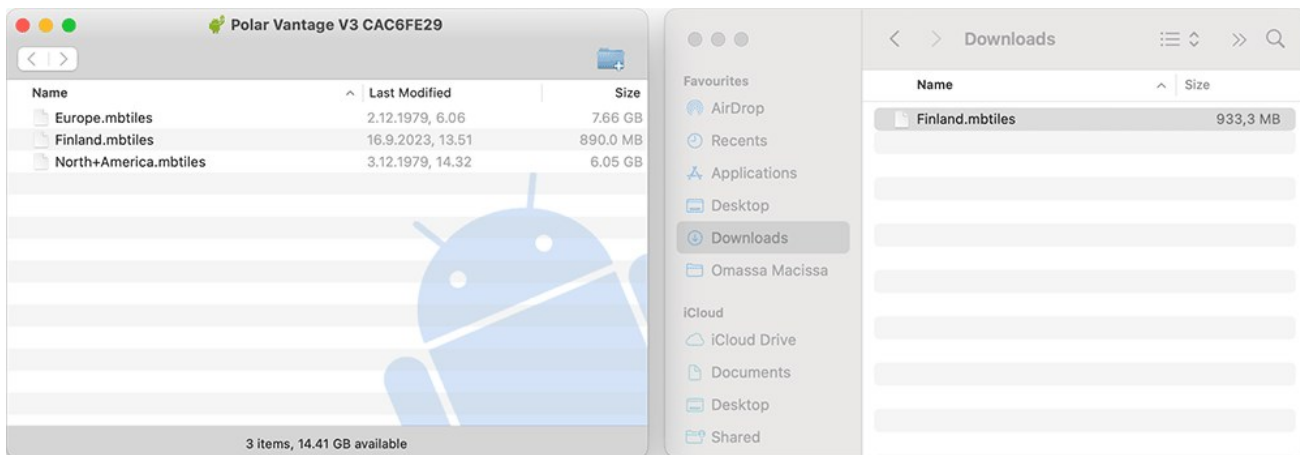 Polar Vantage V3 CAC6FE29
Name Last Modified Size
Europe.mbtiles 2.12.1979, 6.06 7.66 GB
Finland.mbtiles 16.9.2023, 13.51 890.0 MB
North+America.mbtiles 3.12.1979, 14.32 6.05 GB
3 items, 14.41 GB available
Favourites
AirDrop
Recents
Applications
Desktop
Downloads
Omassa Macissa
iCloud
iCloud Drive
Documents
Desktop
Shared
Downloads
Name Size
Finland.mbtiles 933,3 MB